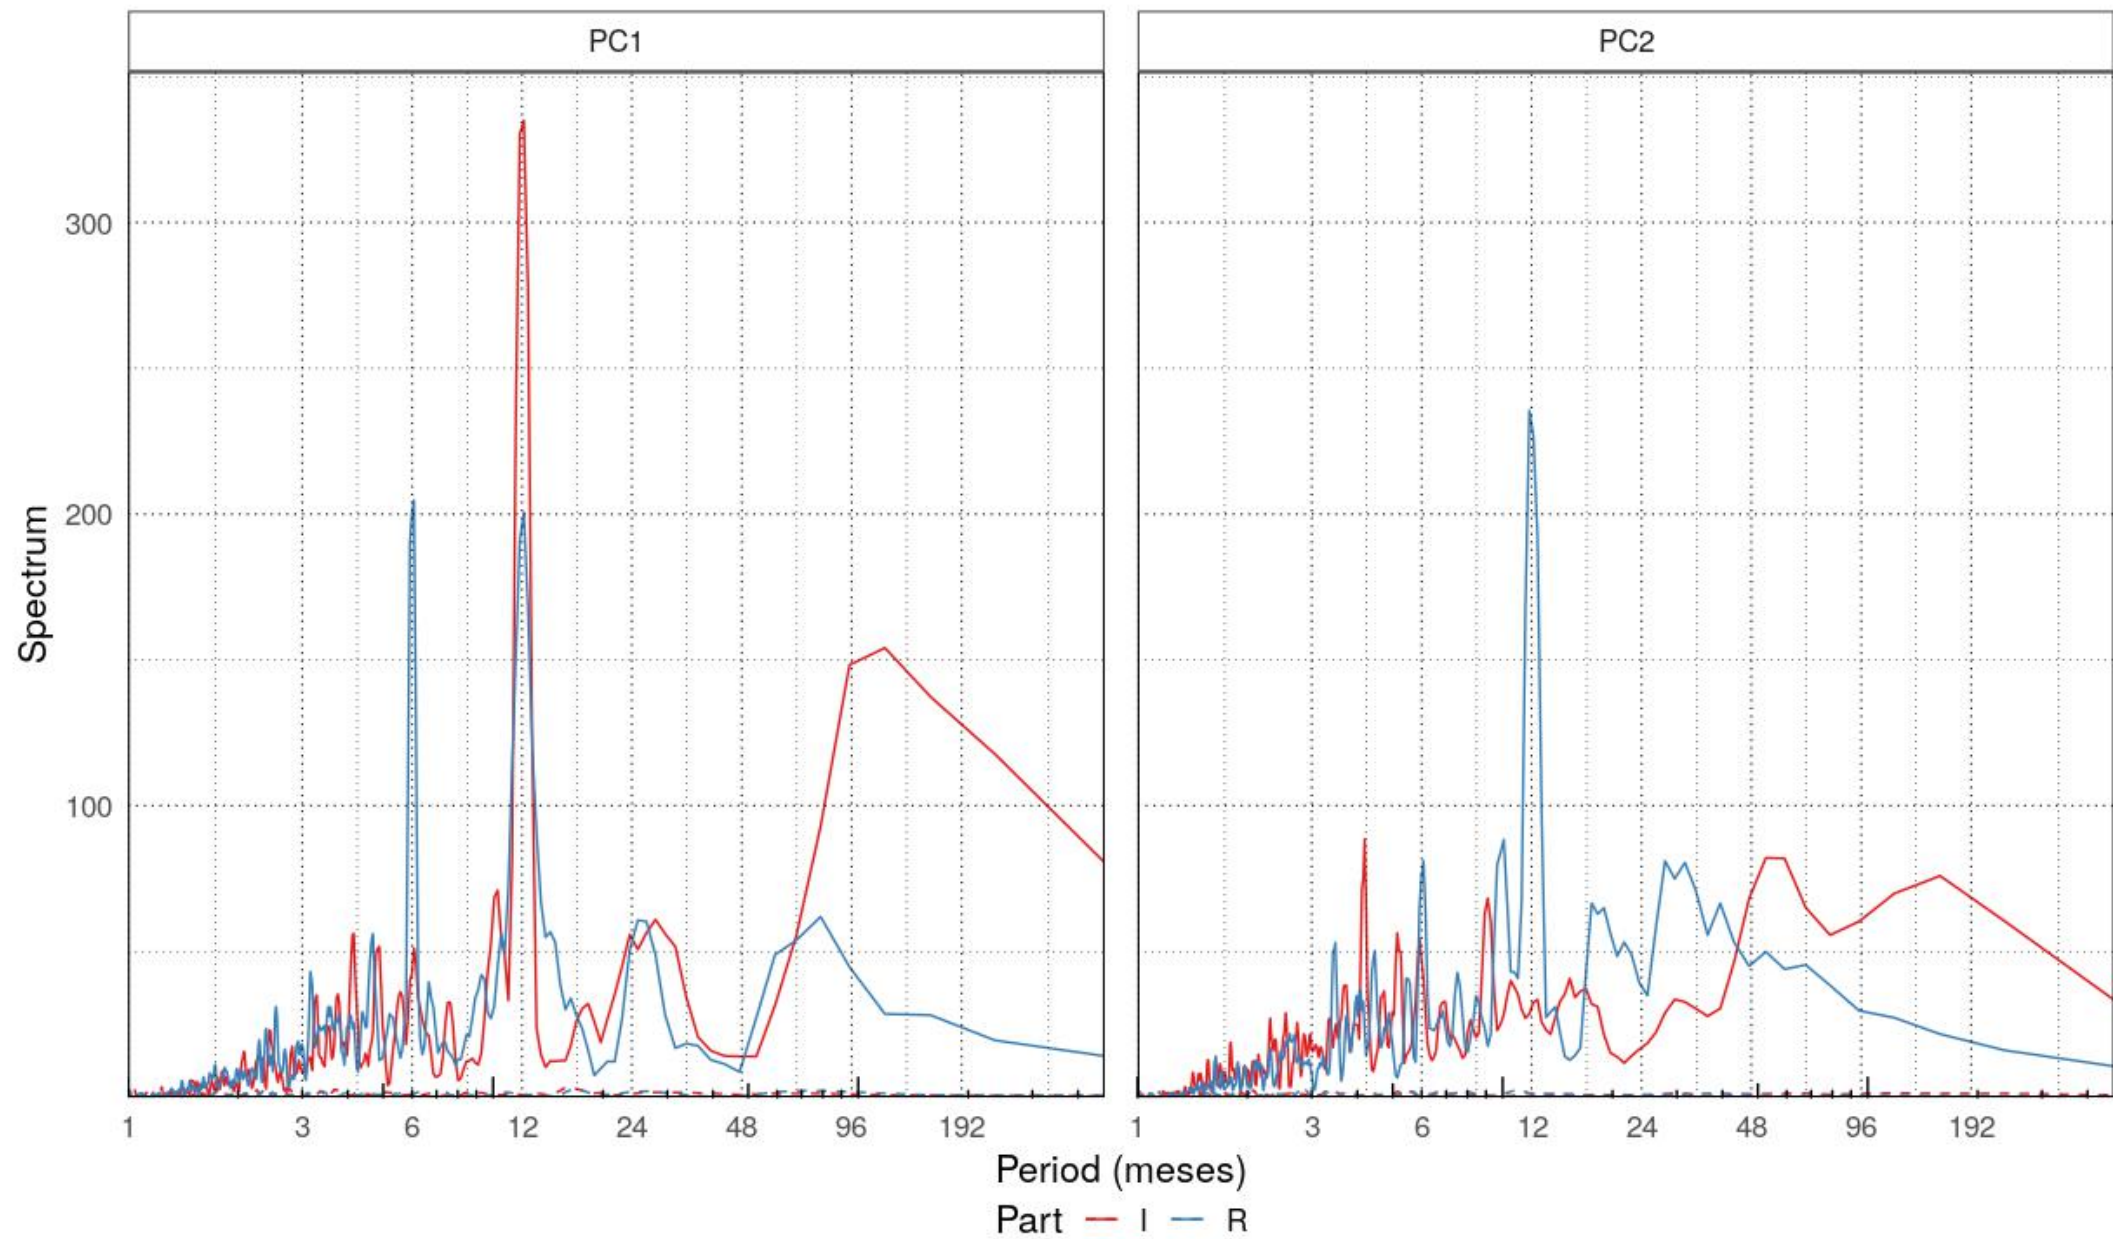 PC1 PC2
300
200
100
Spectrum
1 3 6 12 24 48 96 192 1 3 6 12 24 48 96 192
Period (meses)
Part I R